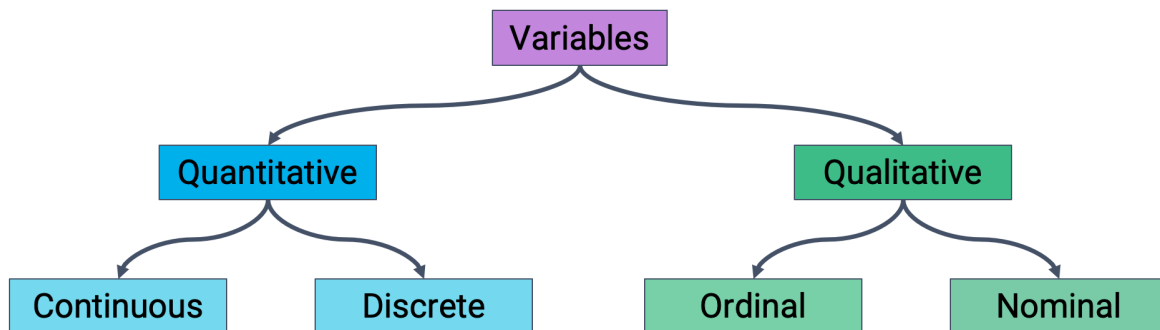 Variables
Quantitative
Qualitative
Continuous
Discrete
Ordinal
Nominal